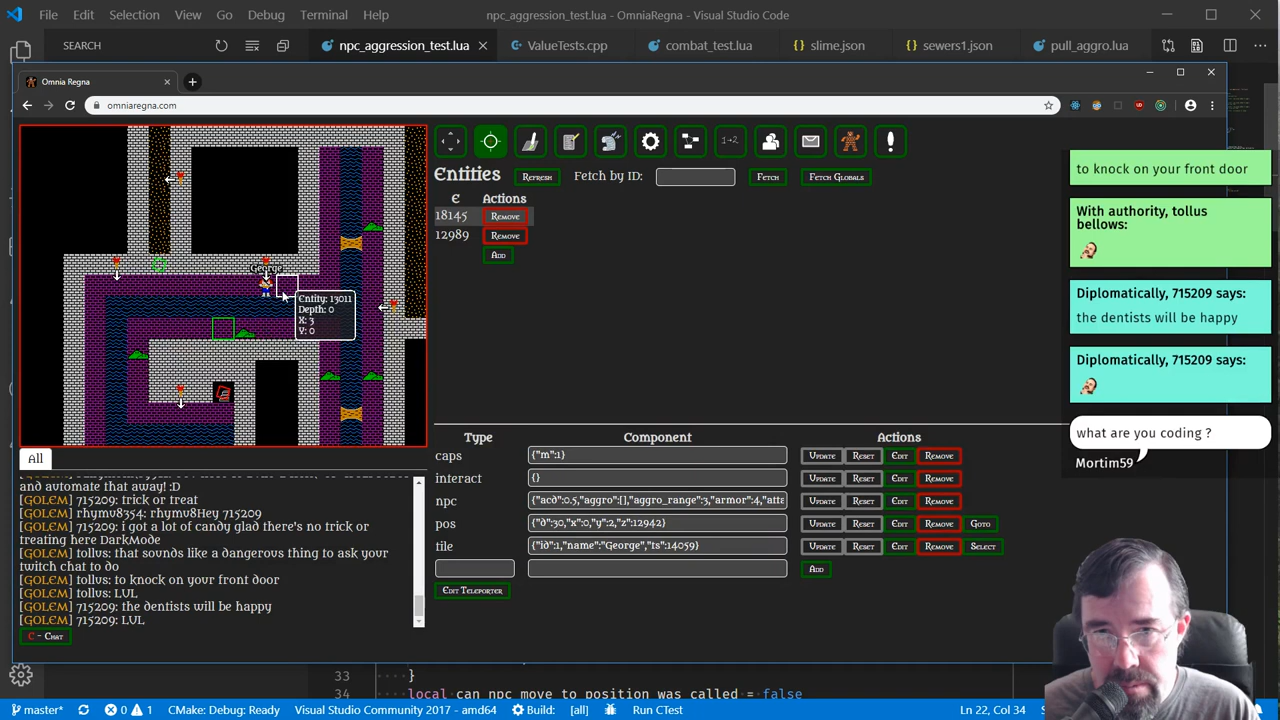 File Edit Selection View Go Debug Terminal Help npc_aggression_test.lua - OmniaRegna - Visual Studio Code
SEARCH npc_aggression_test.lua ValueTests.cpp combat_test.lua slime.json sewers1.json pull_aggro.lua
Omnia Regna
omniaregna.com
1→2
Entities Refresh Fetch by ID: Fetch Fetch Globals
E Actions
18145 Remove
12989 Remove
Add
George
Entity: 13011
Depth: 0
X: 3
Y: 0
Type Component Actions
caps {"m":1} Update Reset Edit Remove
interact {} Update Reset Edit Remove
npc {"acd":0.5,"aggro":[],"aggro_range":3,"armor":4,"atta Update Reset Edit Remove
pos {"d":30,"x":0,"y":2,"z":12942} Update Reset Edit Remove Goto
tile {"id":1,"name":"George","ts":14059} Update Reset Edit Remove Select
Add
Edit Teleporter
All
and automate that away! :D
[GOLEM] 715209: trick or treat
[GOLEM] rhymv8554: rhymv8Hey 715209
[GOLEM] 715209: i got a lot of candy glad there's no trick or
treating here DarkMode
[GOLEM] tollus: that sounds like a dangerous thing to ask your
twitch chat to do
[GOLEM] tollus: to knock on your front door
[GOLEM] tollus: LUL
[GOLEM] 715209: the dentists will be happy
[GOLEM] 715209: LUL
C - Chat
to knock on your front door
With authority, tollus
bellows:
Diplomatically, 715209 says:
the dentists will be happy
Diplomatically, 715209 says:
what are you coding ?
Mortim59
33 }
34 local can_npc_move_to_position_was_called = false
master* 0 1 CMake: Debug: Ready Visual Studio Community 2017 - amd64 Build: [all] Run CTest Ln 22, Col 34